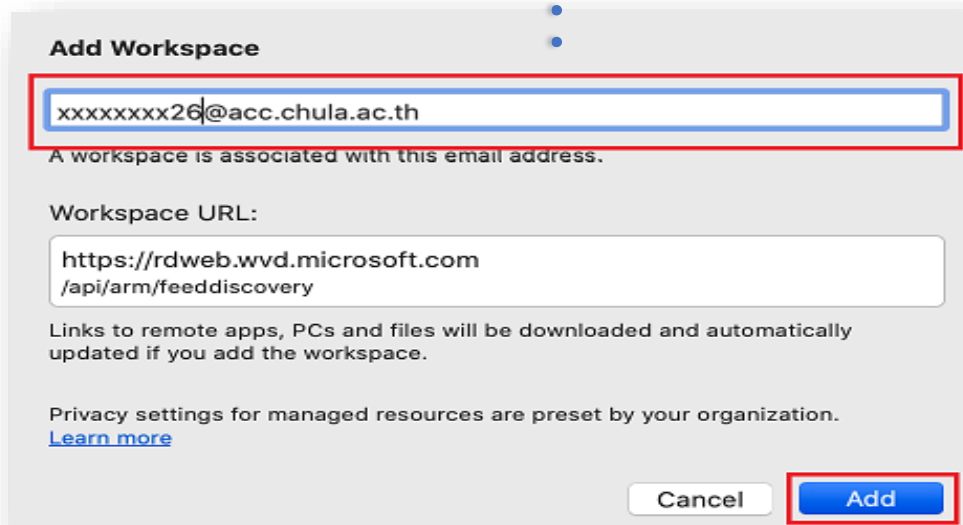 Add Workspace
xxxxxxxx26@acc.chula.ac.th
A workspace is associated with this email address.
Workspace URL:
https://rdweb.wvd.microsoft.com
/api/arm/feeddiscovery
Links to remote apps, PCs and files will be downloaded and automatically
updated if you add the workspace.
Privacy settings for managed resources are preset by your organization.
Learn more
Cancel
Add